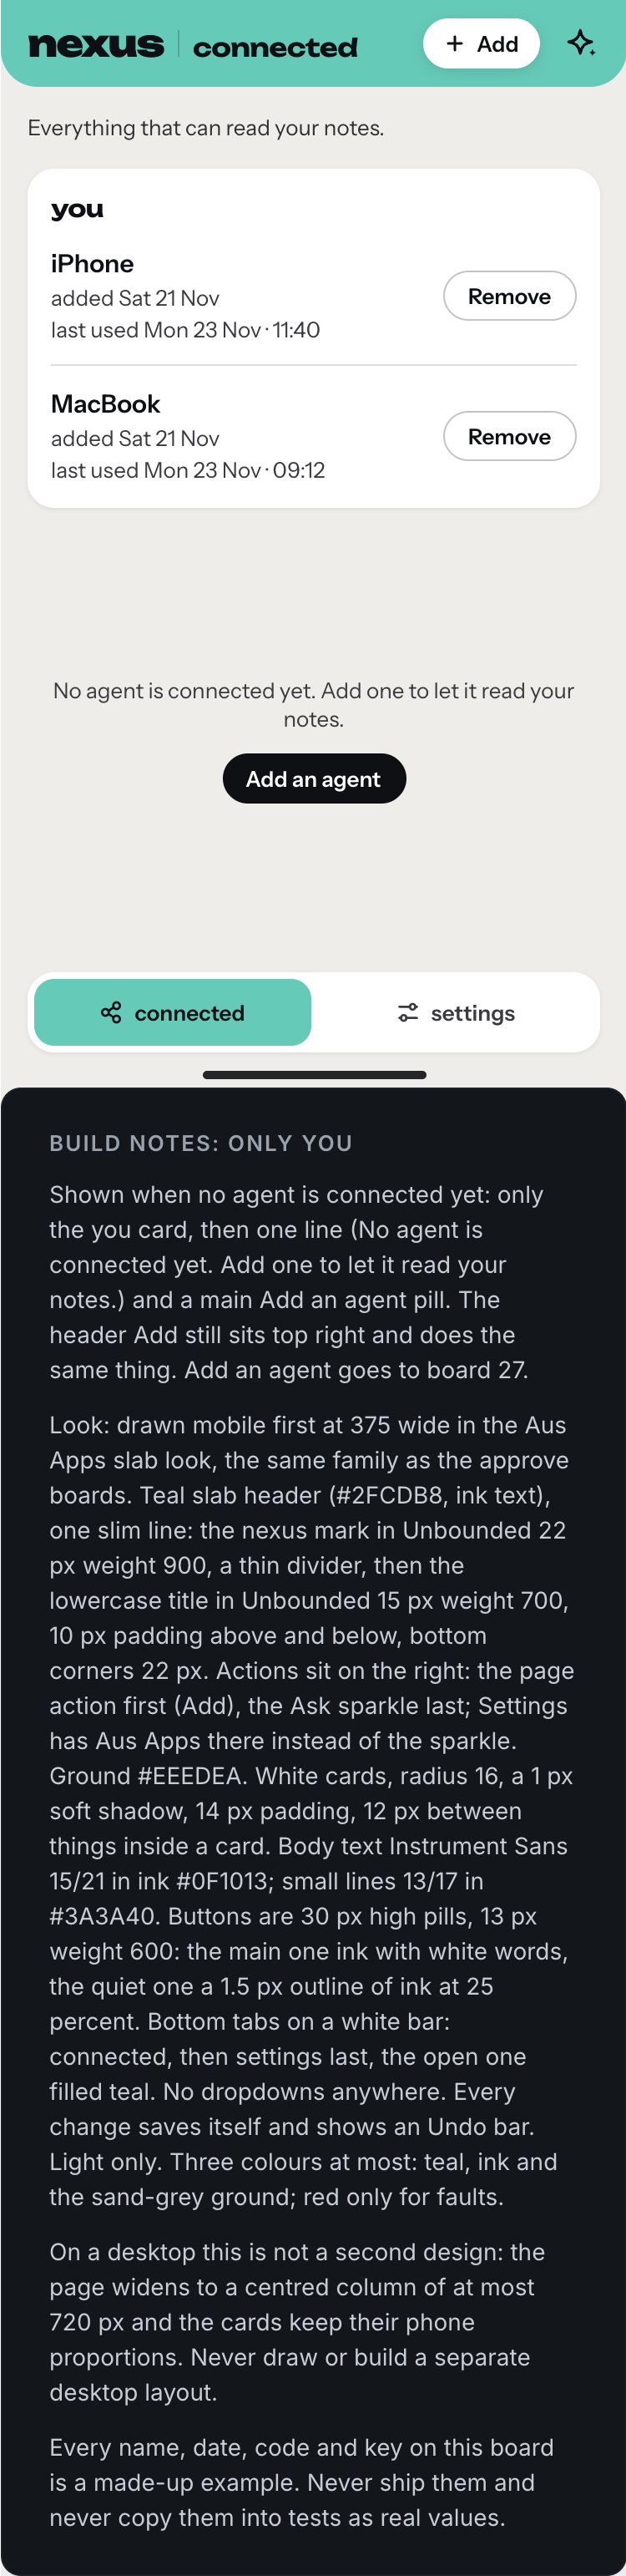 nexus connected + Add
Everything that can read your notes.
you
iPhone
added Sat 21 Nov
last used Mon 23 Nov · 11:40
Remove
MacBook
added Sat 21 Nov
last used Mon 23 Nov · 09:12
Remove
No agent is connected yet. Add one to let it read your
notes.
Add an agent
connected settings
BUILD NOTES: ONLY YOU
Shown when no agent is connected yet: only
the you card, then one line (No agent is
connected yet. Add one to let it read your
notes.) and a main Add an agent pill. The
header Add still sits top right and does the
same thing. Add an agent goes to board 27.
Look: drawn mobile first at 375 wide in the Aus
Apps slab look, the same family as the approve
boards. Teal slab header (#2FCDB8, ink text),
one slim line: the nexus mark in Unbounded 22
px weight 900, a thin divider, then the
lowercase title in Unbounded 15 px weight 700,
10 px padding above and below, bottom
corners 22 px. Actions sit on the right: the page
action first (Add), the Ask sparkle last; Settings
has Aus Apps there instead of the sparkle.
Ground #EEEDEA. White cards, radius 16, a 1 px
soft shadow, 14 px padding, 12 px between
things inside a card. Body text Instrument Sans
15/21 in ink #0F1013; small lines 13/17 in
#3A3A40. Buttons are 30 px high pills, 13 px
weight 600: the main one ink with white words,
the quiet one a 1.5 px outline of ink at 25
percent. Bottom tabs on a white bar:
connected, then settings last, the open one
filled teal. No dropdowns anywhere. Every
change saves itself and shows an Undo bar.
Light only. Three colours at most: teal, ink and
the sand-grey ground; red only for faults.
On a desktop this is not a second design: the
page widens to a centred column of at most
720 px and the cards keep their phone
proportions. Never draw or build a separate
desktop layout.
Every name, date, code and key on this board
is a made-up example. Never ship them and
never copy them into tests as real values.